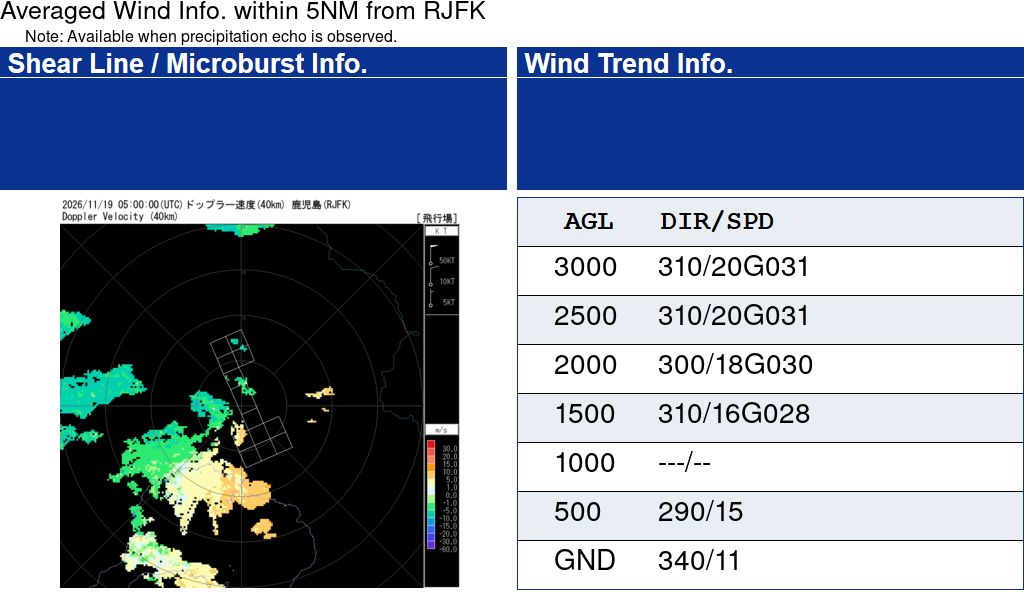 Averaged Wind Info. within 5NM from RJFK
Note: Available when precipitation echo is observed.
Shear Line / Microburst Info.
Wind Trend Info.
2026/11/19 05:00:00(UTC) ドップラー速度(40km) 鹿児島(RJFK)
Doppler Velocity (40km)
[飛行場]
K T
50KT
10KT
5KT
m/s
30.0
20.0
15.0
10.0
5.0
1.0
0.0
-1.0
-5.0
-10.0
-15.0
-20.0
-30.0
-60.0
AGL DIR/SPD
3000 310/20G031
2500 310/20G031
2000 300/18G030
1500 310/16G028
1000 ---/--
500 290/15
GND 340/11